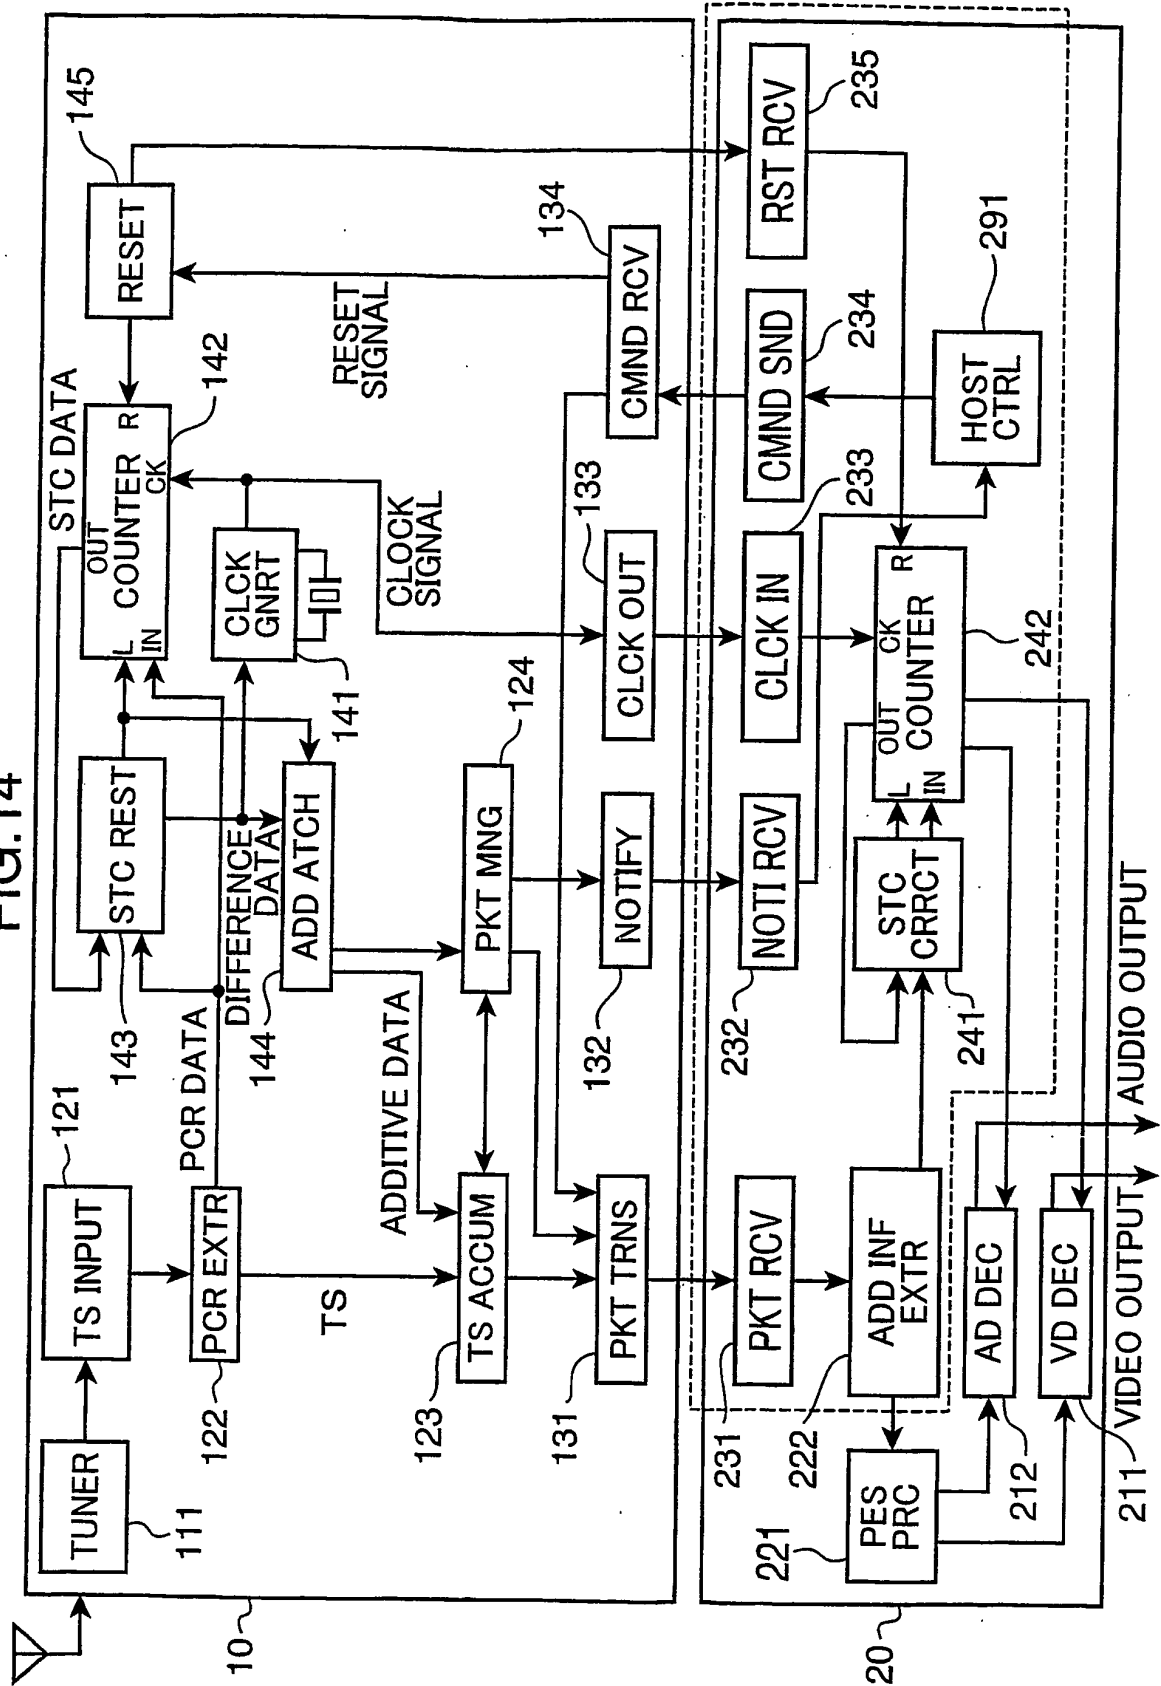 FIG.14
10
TUNER
111
TS INPUT
121
PCR EXTR
122
PCR DATA
TS
STC REST
143
STC DATA
OUT
COUNTER
L
IN
R
CK
142
RESET
145
CLCK
GNRT
141
DIFFERENCE
DATA
ADD ATCH
144
ADDITIVE DATA
CLOCK
SIGNAL
RESET
SIGNAL
TS ACCUM
123
PKT MNG
124
PKT TRNS
131
NOTIFY
132
CLCK OUT
133
CMND RCV
134
20
PKT RCV
231
NOTI RCV
232
CLCK IN
233
CMND SND
234
RST RCV
235
ADD INF
EXTR
222
STC
CRRCT
241
OUT
CK
R
COUNTER
L
IN
242
HOST
CTRL
291
PES
PRC
221
AD DEC
212
VD DEC
211
VIDEO OUTPUT
AUDIO OUTPUT